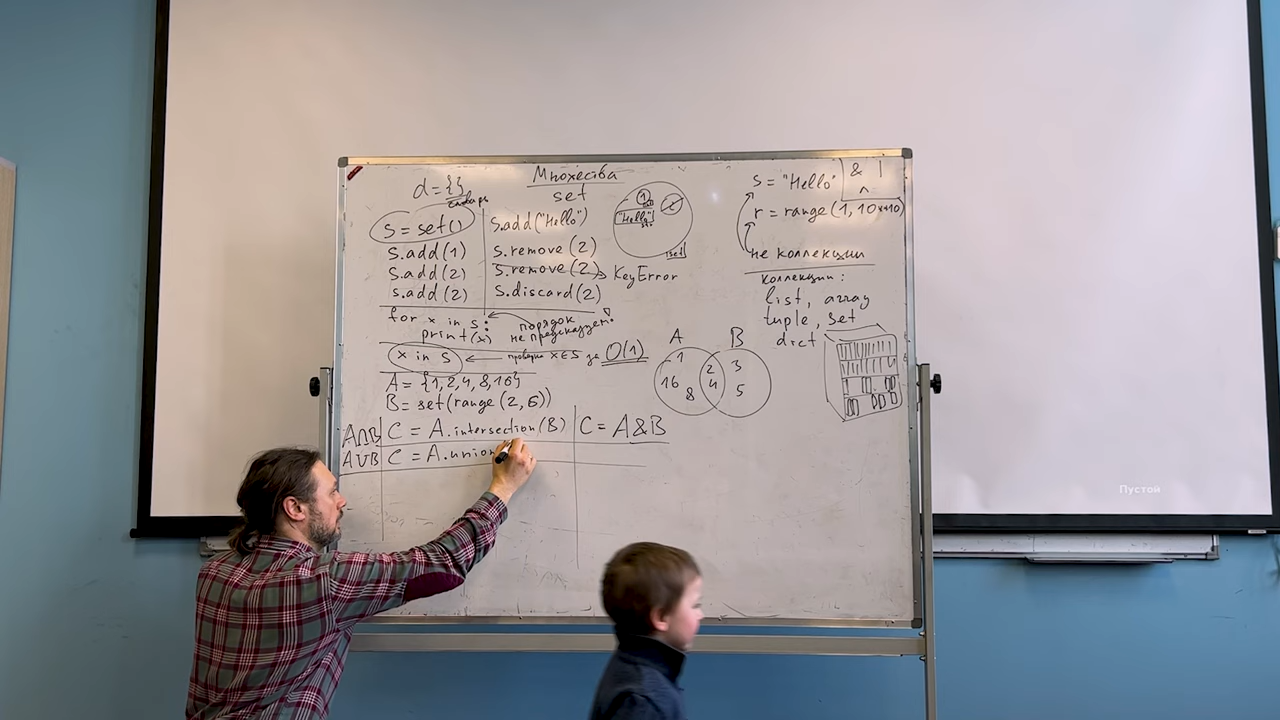 Множества
set
d={}
словарь
s = set()
s.add(1)
s.add(2)
s.add(2)
s.add("Hello")
s.remove(2)
s.remove(2) → KeyError
s.discard(2)
1
"Hello"
set
s = "Hello"
& |
^
r = range(1, 10**10)
не коллекции
коллекции:
list, array
tuple, set
dict
for x in s:
print(x)
порядок
не предсказуем!
x in s
проверка x∈S за O(1)
A = {1,2,4,8,16}
B = set(range(2,6))
A B
1 2 3
16 4 5
8
A∩B C = A.intersection(B) C = A&B
A∪B C = A.union
Пустой